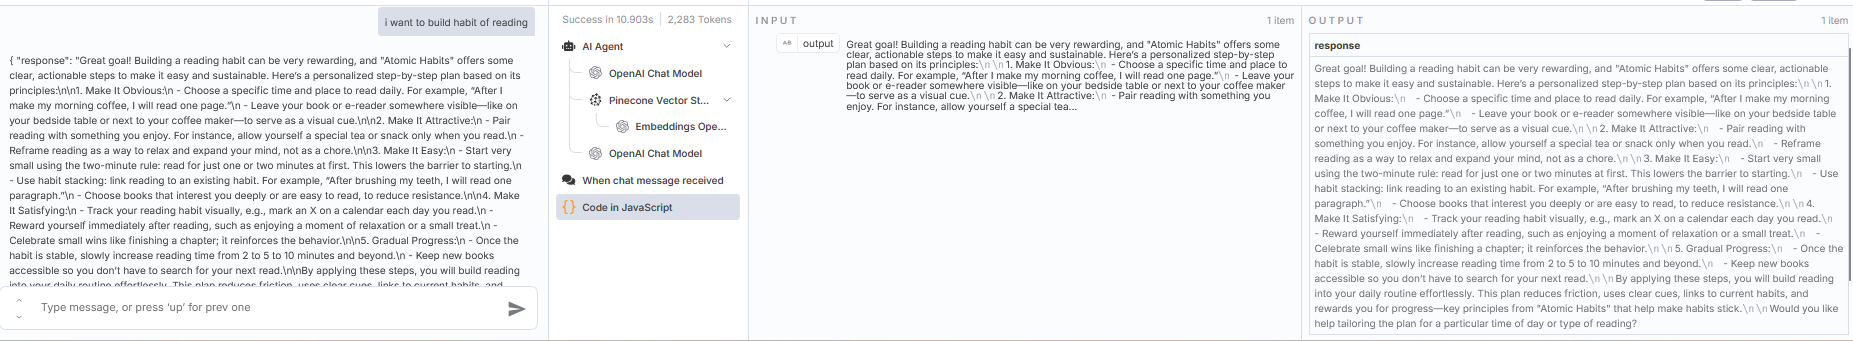 i want to build habit of reading
{ "response": "Great goal! Building a reading habit can be very rewarding, and "Atomic Habits" offers some
clear, actionable steps to make it easy and sustainable. Here's a personalized step-by-step plan based on its
principles:\n\n1. Make It Obvious:\n - Choose a specific time and place to read daily. For example, “After I
make my morning coffee, I will read one page.”\n - Leave your book or e-reader somewhere visible—like on
your bedside table or next to your coffee maker—to serve as a visual cue.\n\n2. Make It Attractive:\n - Pair
reading with something you enjoy. For instance, allow yourself a special tea or snack only when you read.\n -
Reframe reading as a way to relax and expand your mind, not as a chore.\n\n3. Make It Easy:\n - Start very
small using the two-minute rule: read for just one or two minutes at first. This lowers the barrier to starting.\n
- Use habit stacking: link reading to an existing habit. For example, “After brushing my teeth, I will read one
paragraph.”\n - Choose books that interest you deeply or are easy to read, to reduce resistance.\n\n4. Make
It Satisfying:\n - Track your reading habit visually, e.g., mark an X on a calendar each day you read.\n -
Reward yourself immediately after reading, such as enjoying a moment of relaxation or a small treat.\n -
Celebrate small wins like finishing a chapter; it reinforces the behavior.\n\n5. Gradual Progress:\n - Once the
habit is stable, slowly increase reading time from 2 to 5 to 10 minutes and beyond.\n - Keep new books
accessible so you don’t have to search for your next read.\n\nBy applying these steps, you will build reading
into your daily routine effortlessly. This plan reduces friction, uses clear cues, links to current habits, and
Type message, or press ‘up’ for prev one
Success in 10.903s | 2,283 Tokens
AI Agent
OpenAI Chat Model
Pinecone Vector St...
Embeddings Ope...
OpenAI Chat Model
When chat message received
Code in JavaScript
INPUT
1 item
AB output
Great goal! Building a reading habit can be very rewarding, and "Atomic Habits" offers some
clear, actionable steps to make it easy and sustainable. Here's a personalized step-by-step
plan based on its principles:\n\n1. Make It Obvious:\n - Choose a specific time and place to
read daily. For example, “After I make my morning coffee, I will read one page.”\n - Leave your
book or e-reader somewhere visible—like on your bedside table or next to your coffee maker
—to serve as a visual cue.\n\n2. Make It Attractive:\n - Pair reading with something you
enjoy. For instance, allow yourself a special tea...
OUTPUT
1 item
response
Great goal! Building a reading habit can be very rewarding, and "Atomic Habits" offers some clear, actionable
steps to make it easy and sustainable. Here's a personalized step-by-step plan based on its principles:\n\n1.
Make It Obvious:\n - Choose a specific time and place to read daily. For example, “After I make my morning
coffee, I will read one page.”\n - Leave your book or e-reader somewhere visible—like on your bedside table
or next to your coffee maker—to serve as a visual cue.\n\n2. Make It Attractive:\n - Pair reading with
something you enjoy. For instance, allow yourself a special tea or snack only when you read.\n - Reframe
reading as a way to relax and expand your mind, not as a chore.\n\n3. Make It Easy:\n - Start very small
using the two-minute rule: read for just one or two minutes at first. This lowers the barrier to starting.\n - Use
habit stacking: link reading to an existing habit. For example, “After brushing my teeth, I will read one
paragraph.”\n - Choose books that interest you deeply or are easy to read, to reduce resistance.\n\n4.
Make It Satisfying:\n - Track your reading habit visually, e.g., mark an X on a calendar each day you read.\n
- Reward yourself immediately after reading, such as enjoying a moment of relaxation or a small treat.\n -
Celebrate small wins like finishing a chapter; it reinforces the behavior.\n\n5. Gradual Progress:\n - Once the
habit is stable, slowly increase reading time from 2 to 5 to 10 minutes and beyond.\n - Keep new books
accessible so you don’t have to search for your next read.\n\nBy applying these steps, you will build reading
into your daily routine effortlessly. This plan reduces friction, uses clear cues, links to current habits, and
rewards you for progress—key principles from "Atomic Habits" that help make habits stick.\n\nWould you like
help tailoring the plan for a particular time of day or type of reading?